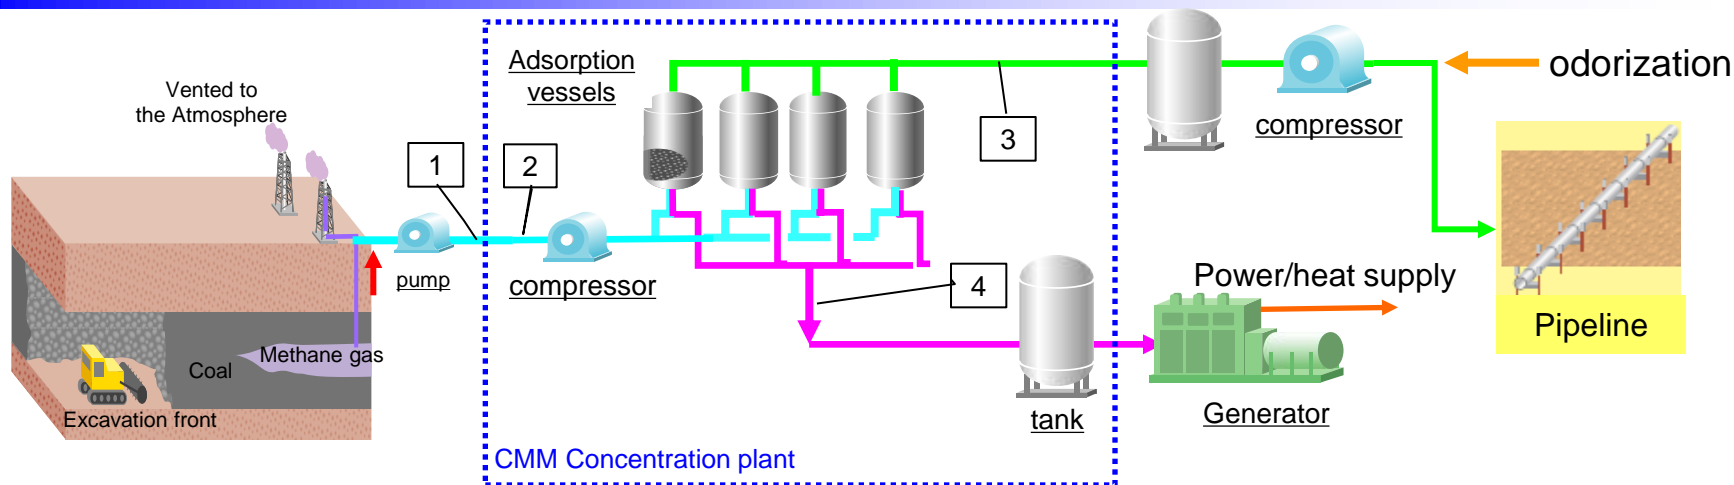 Vented to
the Atmosphere
Adsorption
vessels
odorization
1
2
3
compressor
pump
compressor
4
Power/heat supply
Pipeline
Methane gas
Coal
Excavation front
tank
Generator
CMM Concentration plant